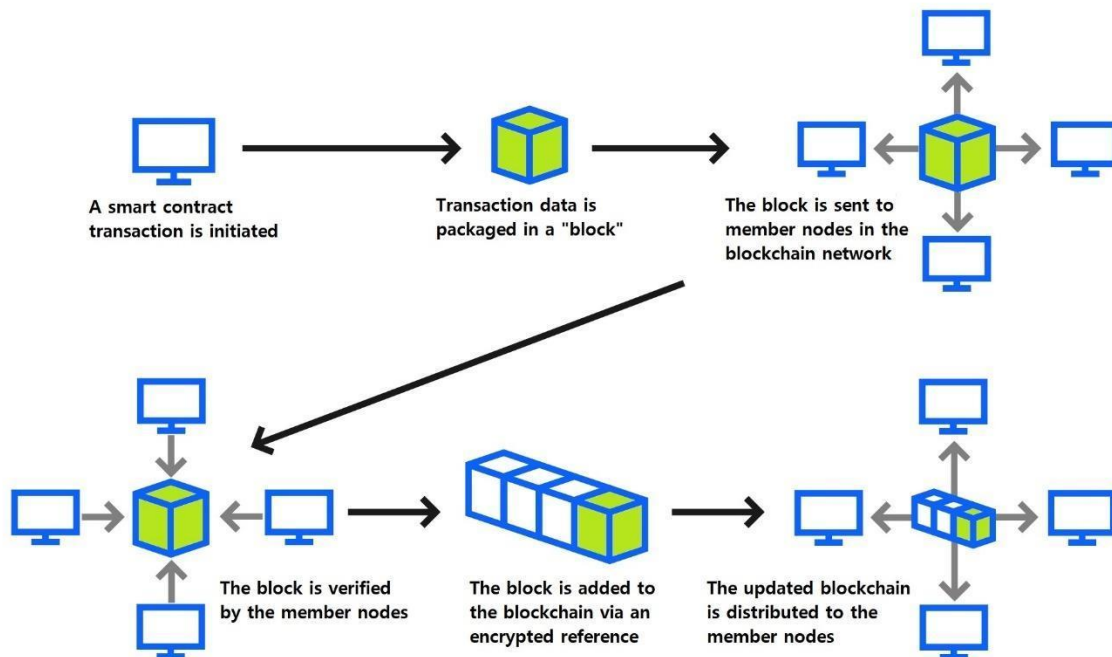 A smart contract
transaction is initiated
Transaction data is
packaged in a "block"
The block is sent to
member nodes in the
blockchain network
The block is verified
by the member nodes
The block is added to
the blockchain via an
encrypted reference
The updated blockchain
is distributed to the
member nodes